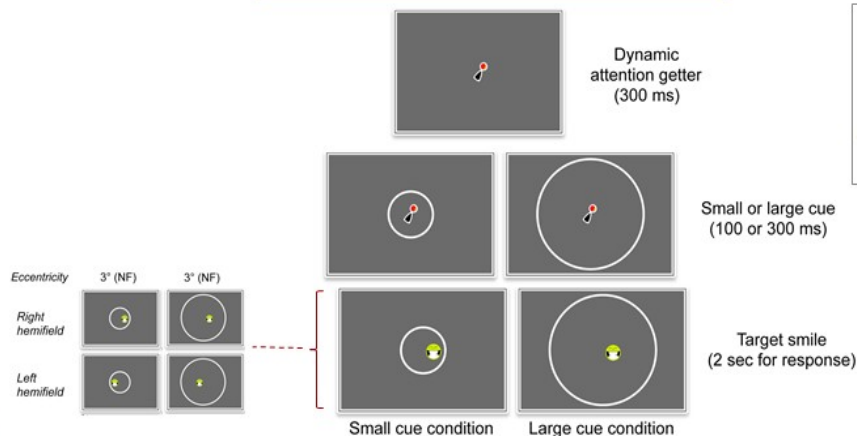 Dynamic
attention getter
(300 ms)
Small or large cue
(100 or 300 ms)
Eccentricity
3° (NF)
3° (NF)
Right
hemifield
Left
hemifield
Target smile
(2 sec for response)
Small cue condition
Large cue condition